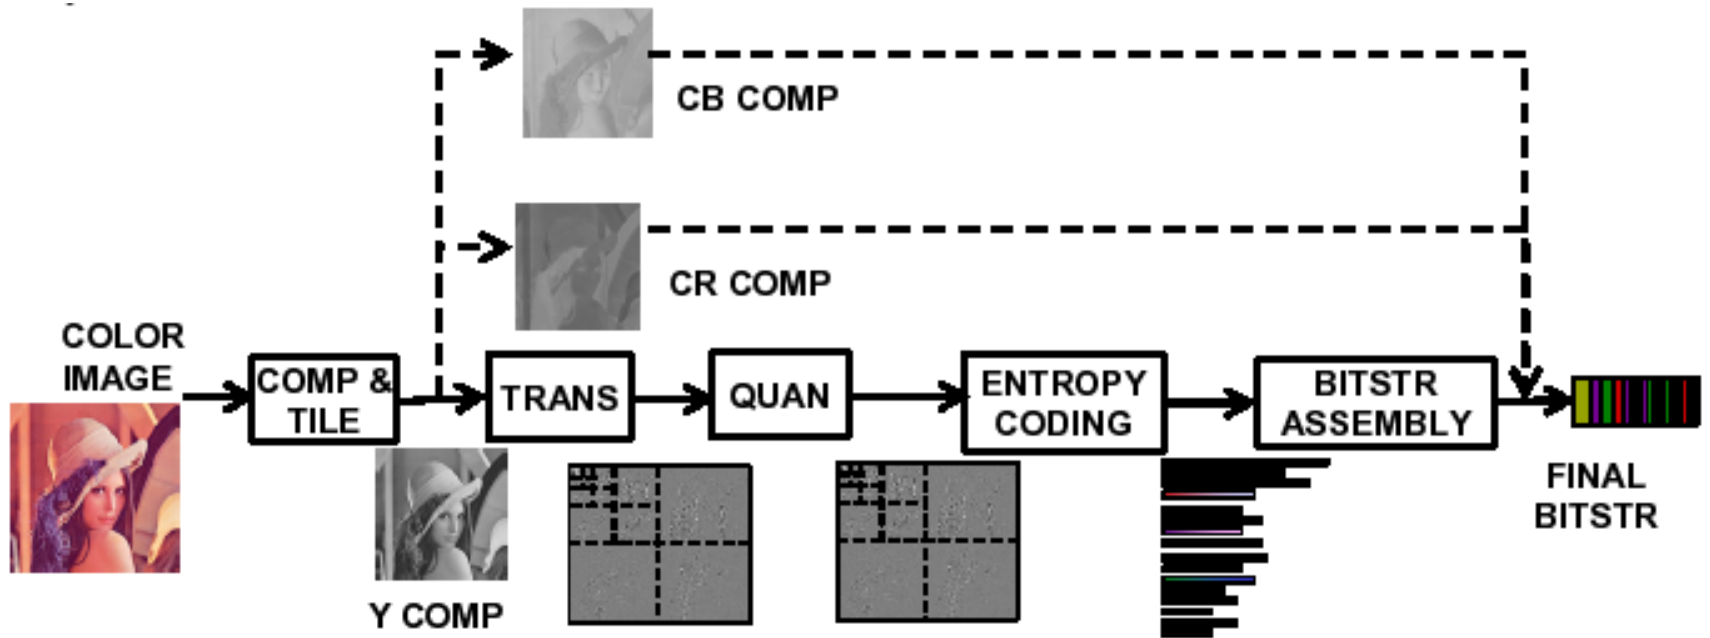 CB COMP
CR COMP
COLOR
IMAGE
COMP &
TILE
TRANS
QUAN
ENTROPY
CODING
BITSTR
ASSEMBLY
Y COMP
FINAL
BITSTR